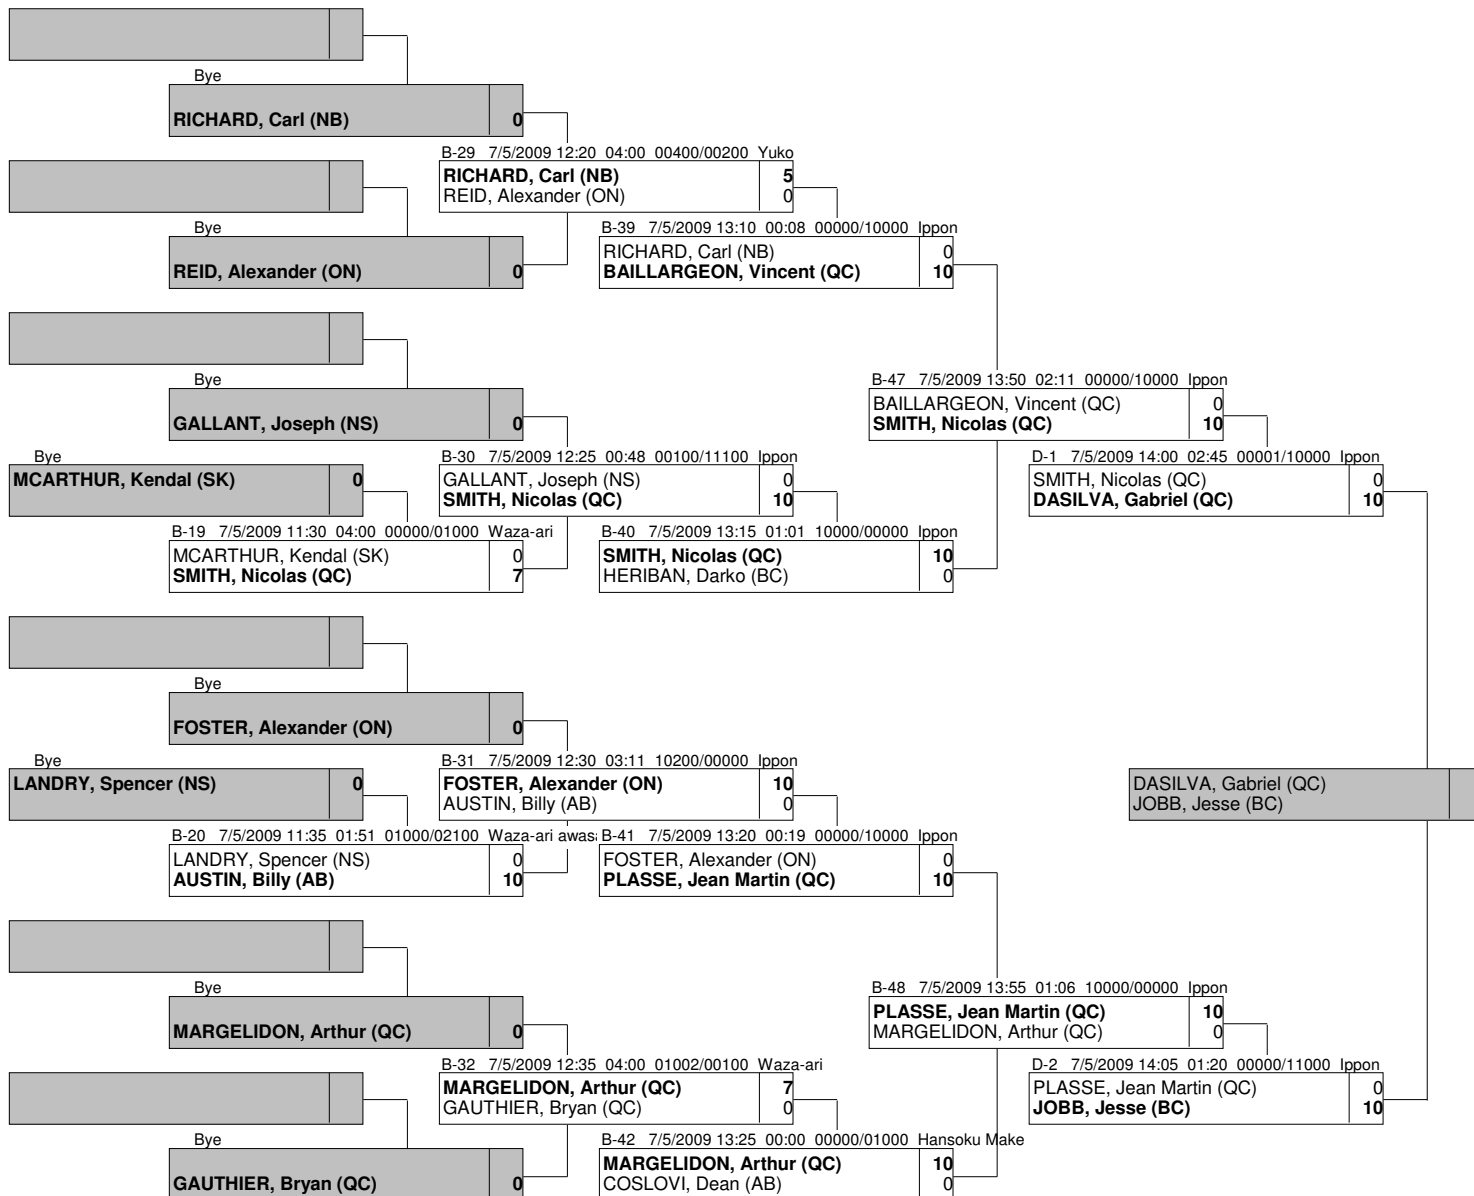 Bye
RICHARD, Carl (NB) 0
B-29 7/5/2009 12:20 04:00 00400/00200 Yuko
RICHARD, Carl (NB) 5
REID, Alexander (ON) 0
Bye
REID, Alexander (ON) 0
B-39 7/5/2009 13:10 00:08 00000/10000 Ippon
RICHARD, Carl (NB) 0
BAILLARGEON, Vincent (QC) 10
Bye
GALLANT, Joseph (NS) 0
B-47 7/5/2009 13:50 02:11 00000/10000 Ippon
BAILLARGEON, Vincent (QC) 0
SMITH, Nicolas (QC) 10
Bye
MCARTHUR, Kendal (SK) 0
B-30 7/5/2009 12:25 00:48 00100/11100 Ippon
GALLANT, Joseph (NS) 0
SMITH, Nicolas (QC) 10
D-1 7/5/2009 14:00 02:45 00001/10000 Ippon
SMITH, Nicolas (QC) 0
DASILVA, Gabriel (QC) 10
B-19 7/5/2009 11:30 04:00 00000/01000 Waza-ari
MCARTHUR, Kendal (SK) 0
SMITH, Nicolas (QC) 7
B-40 7/5/2009 13:15 01:01 10000/00000 Ippon
SMITH, Nicolas (QC) 10
HERIBAN, Darko (BC) 0
Bye
FOSTER, Alexander (ON) 0
Bye
LANDRY, Spencer (NS) 0
B-31 7/5/2009 12:30 03:11 10200/00000 Ippon
FOSTER, Alexander (ON) 10
AUSTIN, Billy (AB) 0
DASILVA, Gabriel (QC)
JOBB, Jesse (BC)
B-20 7/5/2009 11:35 01:51 01000/02100 Waza-ari awas
LANDRY, Spencer (NS) 0
AUSTIN, Billy (AB) 10
B-41 7/5/2009 13:20 00:19 00000/10000 Ippon
FOSTER, Alexander (ON) 0
PLASSE, Jean Martin (QC) 10
Bye
MARGELIDON, Arthur (QC) 0
B-48 7/5/2009 13:55 01:06 10000/00000 Ippon
PLASSE, Jean Martin (QC) 10
MARGELIDON, Arthur (QC) 0
B-32 7/5/2009 12:35 04:00 01002/00100 Waza-ari
MARGELIDON, Arthur (QC) 7
GAUTHIER, Bryan (QC) 0
D-2 7/5/2009 14:05 01:20 00000/11000 Ippon
PLASSE, Jean Martin (QC) 0
JOBB, Jesse (BC) 10
Bye
GAUTHIER, Bryan (QC) 0
B-42 7/5/2009 13:25 00:00 00000/01000 Hansoku Make
MARGELIDON, Arthur (QC) 10
COSLOVI, Dean (AB) 0